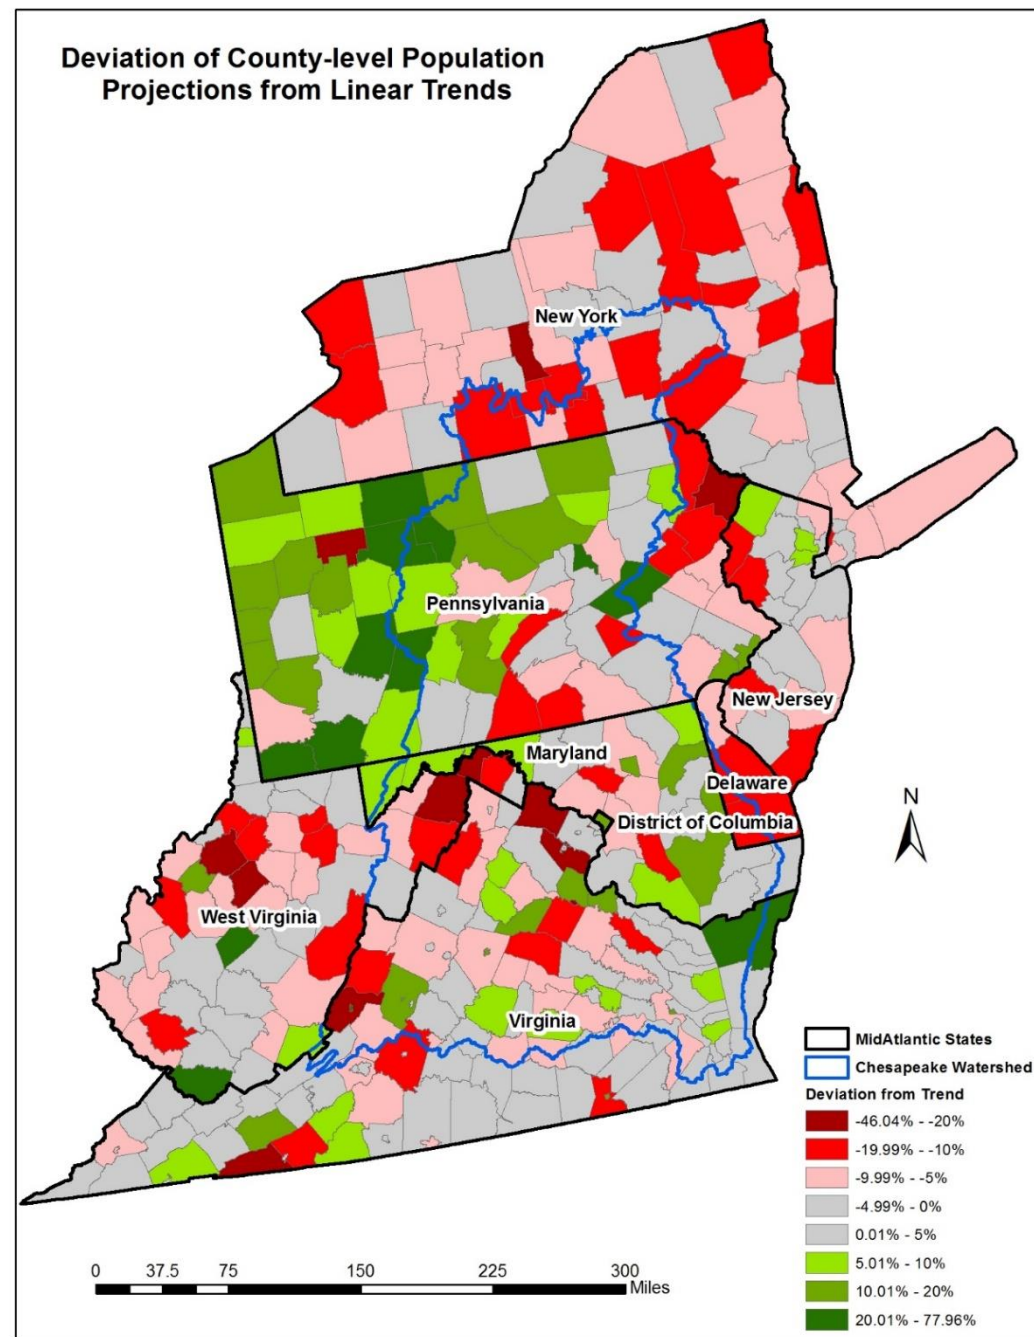 Deviation of County-level Population
Projections from Linear Trends
New York
Pennsylvania
New Jersey
Maryland
Delaware
District of Columbia
N
West Virginia
Virginia
MidAtlantic States
Chesapeake Watershed
Deviation from Trend
-46.04% - -20%
-19.99% - -10%
-9.99% - -5%
-4.99% - 0%
0.01% - 5%
5.01% - 10%
10.01% - 20%
20.01% - 77.96%
0 37.5 75 150 225 300
Miles